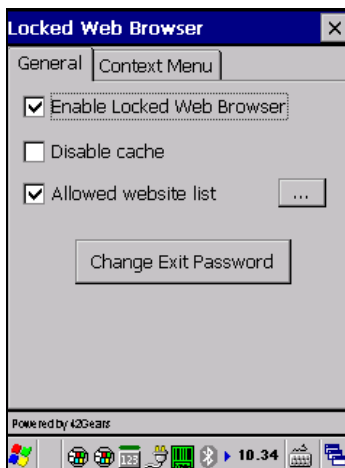 Locked Web Browser
General Context Menu
Enable Locked Web Browser
Disable cache
Allowed website list ...
Change Exit Password
Powered by 42Gears
123 10.34